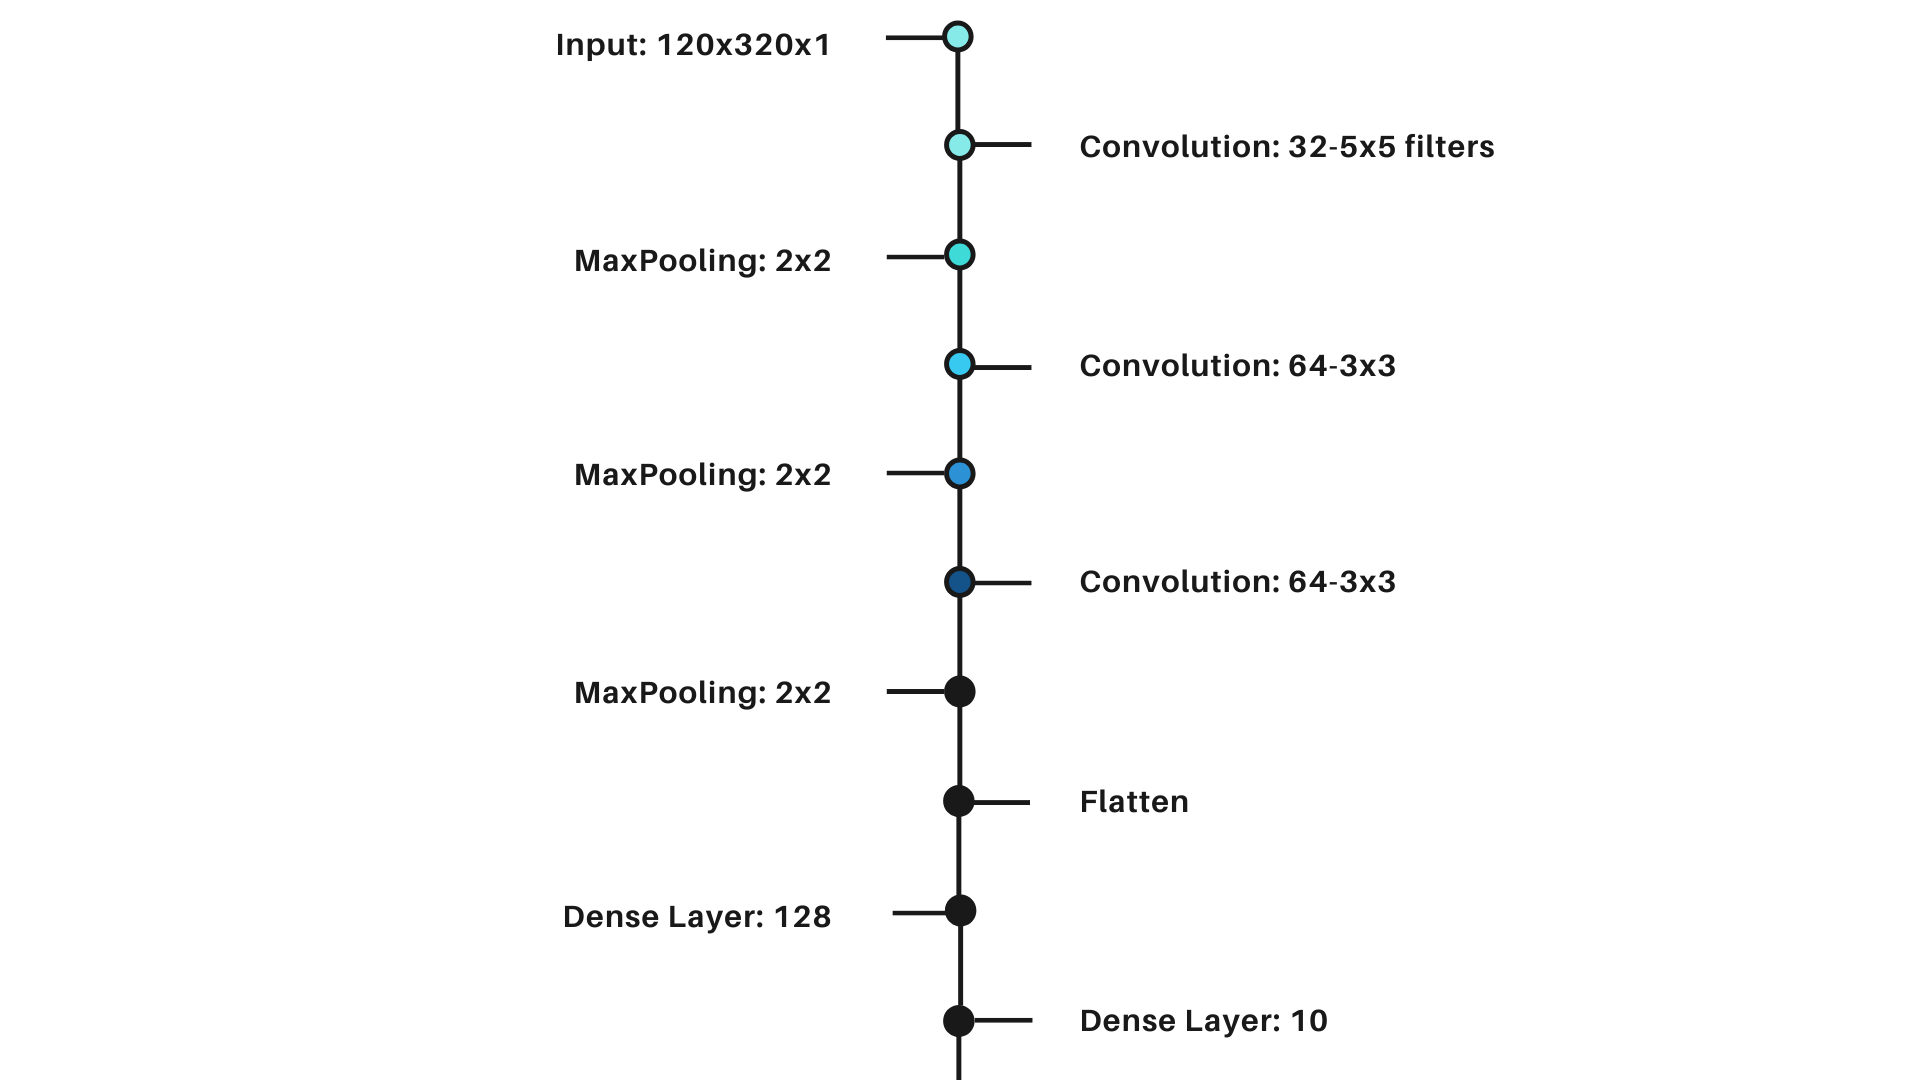 Input: 120x320x1
Convolution: 32-5x5 filters
MaxPooling: 2x2
Convolution: 64-3x3
MaxPooling: 2x2
Convolution: 64-3x3
MaxPooling: 2x2
Flatten
Dense Layer: 128
Dense Layer: 10